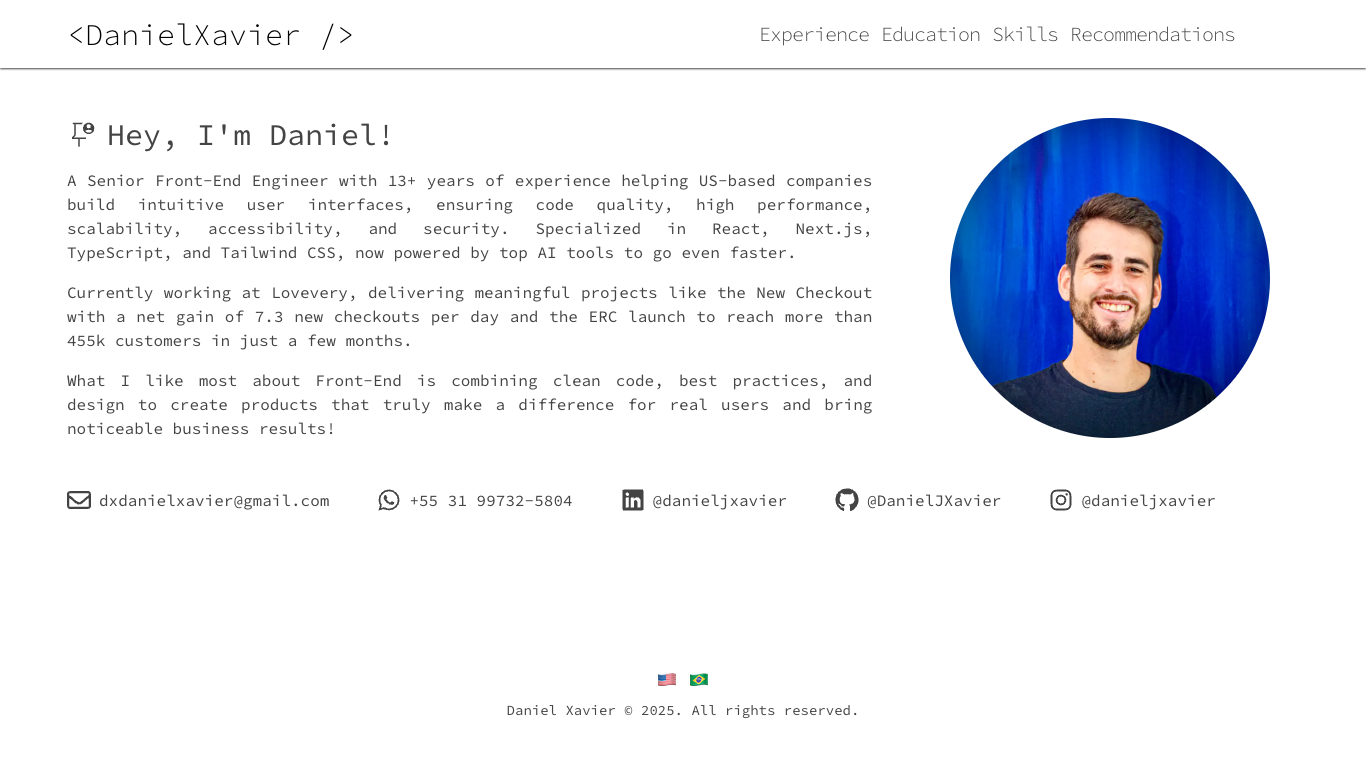 <DanielXavier />
Experience Education Skills Recommendations
Hey, I'm Daniel!
A Senior Front-End Engineer with 13+ years of experience helping US-based companies
build intuitive user interfaces, ensuring code quality, high performance,
scalability, accessibility, and security. Specialized in React, Next.js,
TypeScript, and Tailwind CSS, now powered by top AI tools to go even faster.
Currently working at Lovevery, delivering meaningful projects like the New Checkout
with a net gain of 7.3 new checkouts per day and the ERC launch to reach more than
455k customers in just a few months.
What I like most about Front-End is combining clean code, best practices, and
design to create products that truly make a difference for real users and bring
noticeable business results!
dxdanielxavier@gmail.com
+55 31 99732-5804
@danieljxavier
@DanielJXavier
@danieljxavier
Daniel Xavier © 2025. All rights reserved.